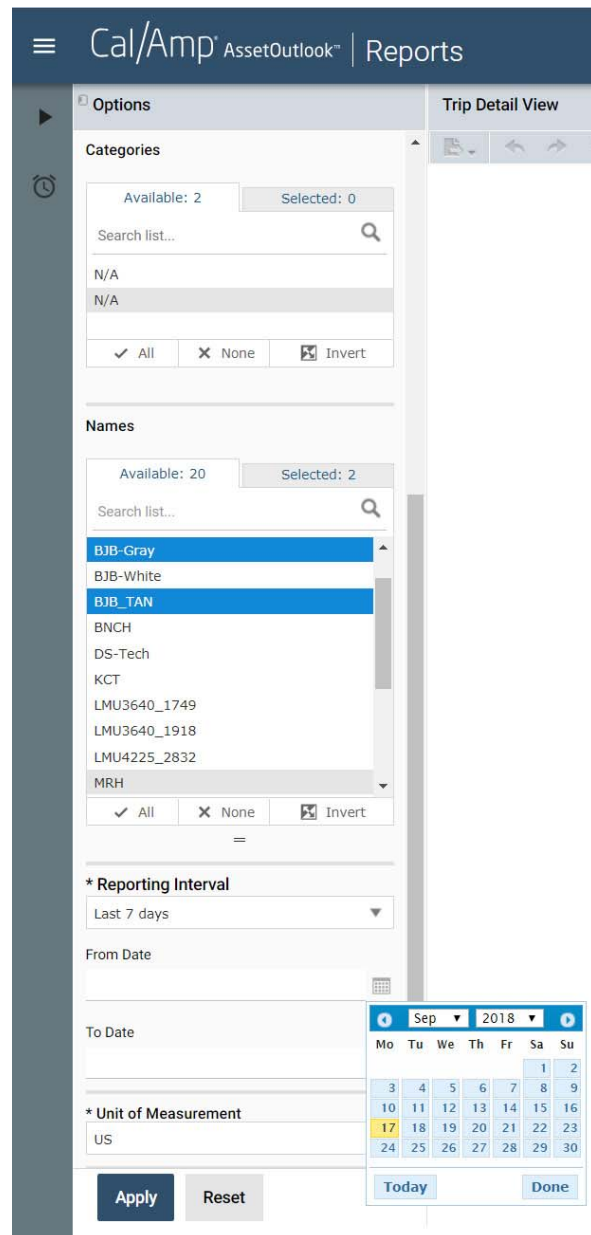 Cal/Amp® AssetOutlook™ | Reports
Options
Trip Detail View
Categories
Available: 2
Selected: 0
Search list...
N/A
N/A
All
None
Invert
Names
Available: 20
Selected: 2
Search list...
BJB-Gray
BJB-White
BJB_TAN
BNCH
DS-Tech
KCT
LMU3640_1749
LMU3640_1918
LMU4225_2832
MRH
All
None
Invert
* Reporting Interval
Last 7 days
From Date
To Date
* Unit of Measurement
US
Sep 2018
Mo Tu We Th Fr Sa Su
1 2
3 4 5 6 7 8 9
10 11 12 13 14 15 16
17 18 19 20 21 22 23
24 25 26 27 28 29 30
Today Done
Apply Reset